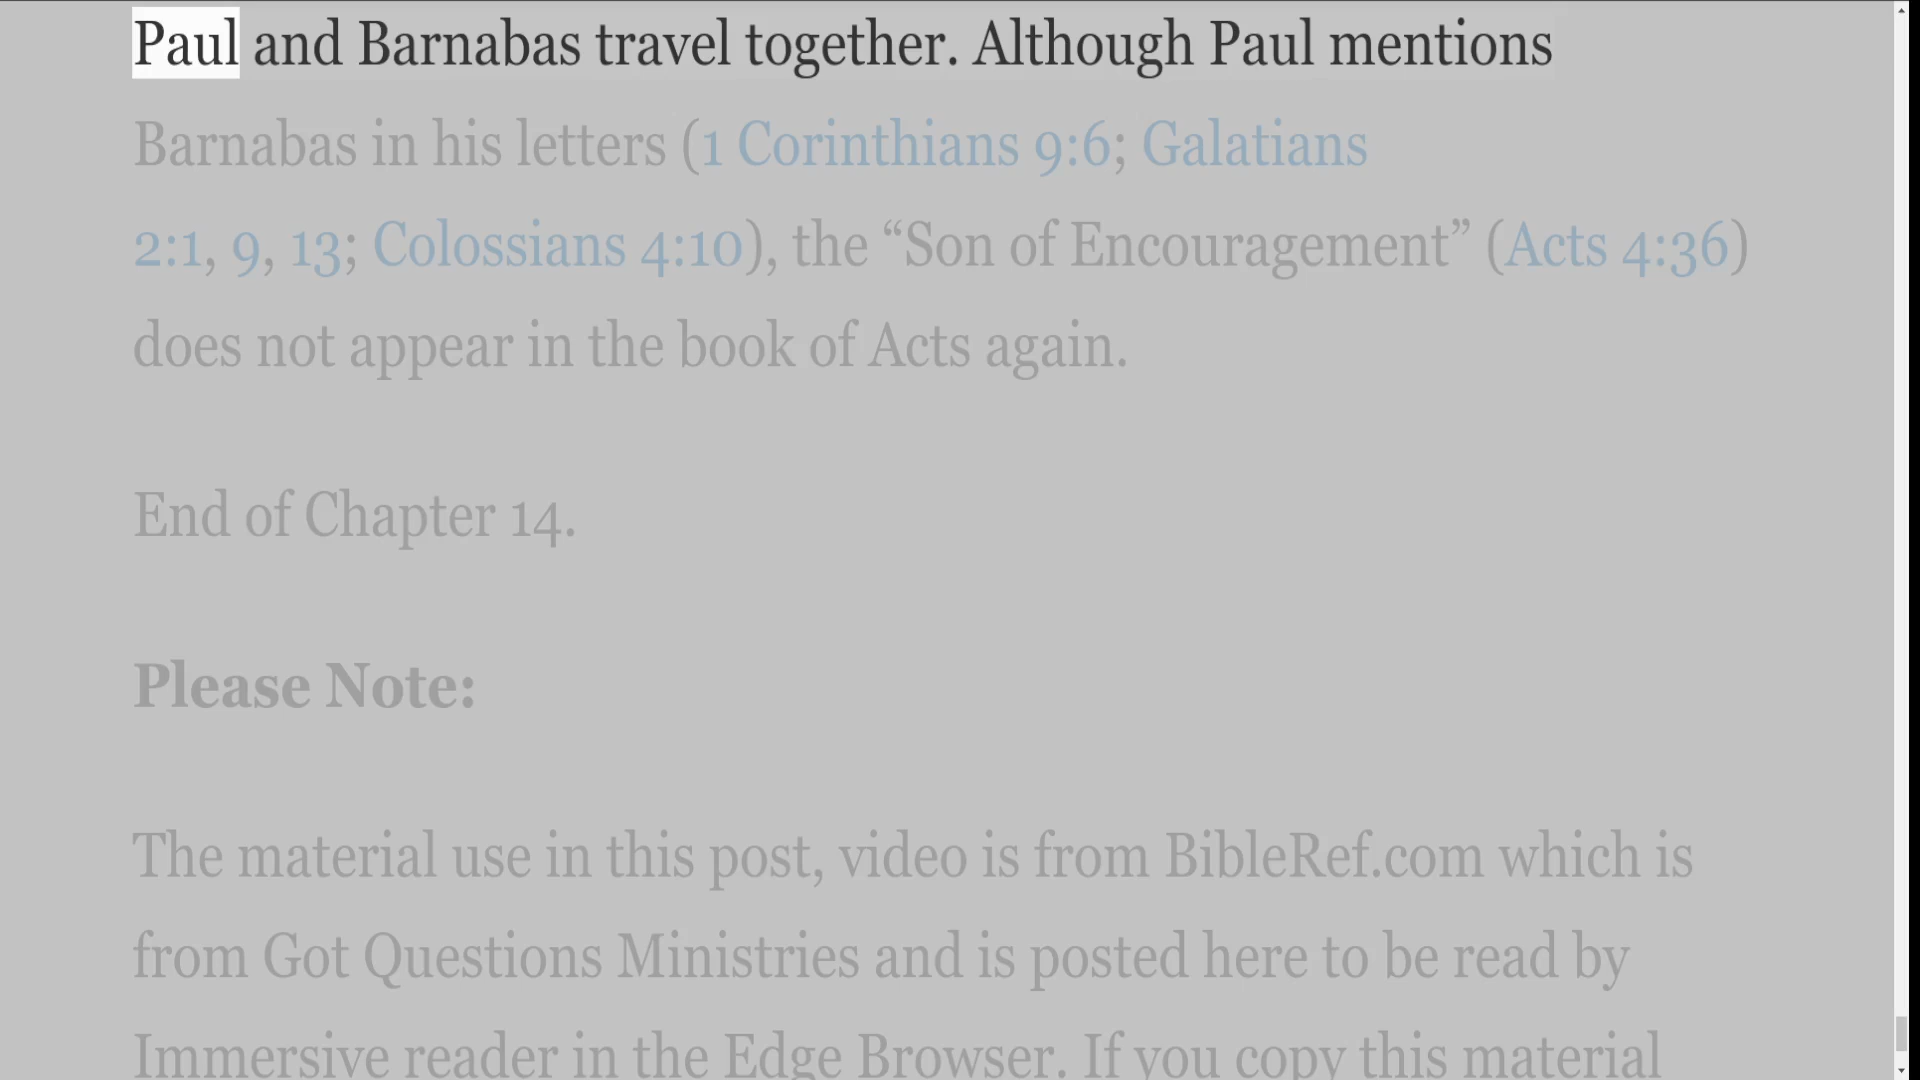 Paul and Barnabas travel together. Although Paul mentions
Barnabas in his letters (1 Corinthians 9:6; Galatians
2:1, 9, 13; Colossians 4:10), the “Son of Encouragement” (Acts 4:36)
does not appear in the book of Acts again.
End of Chapter 14.
Please Note:
The material use in this post, video is from BibleRef.com which is
from Got Questions Ministries and is posted here to be read by
Immersive reader in the Edge Browser. If you copy this material